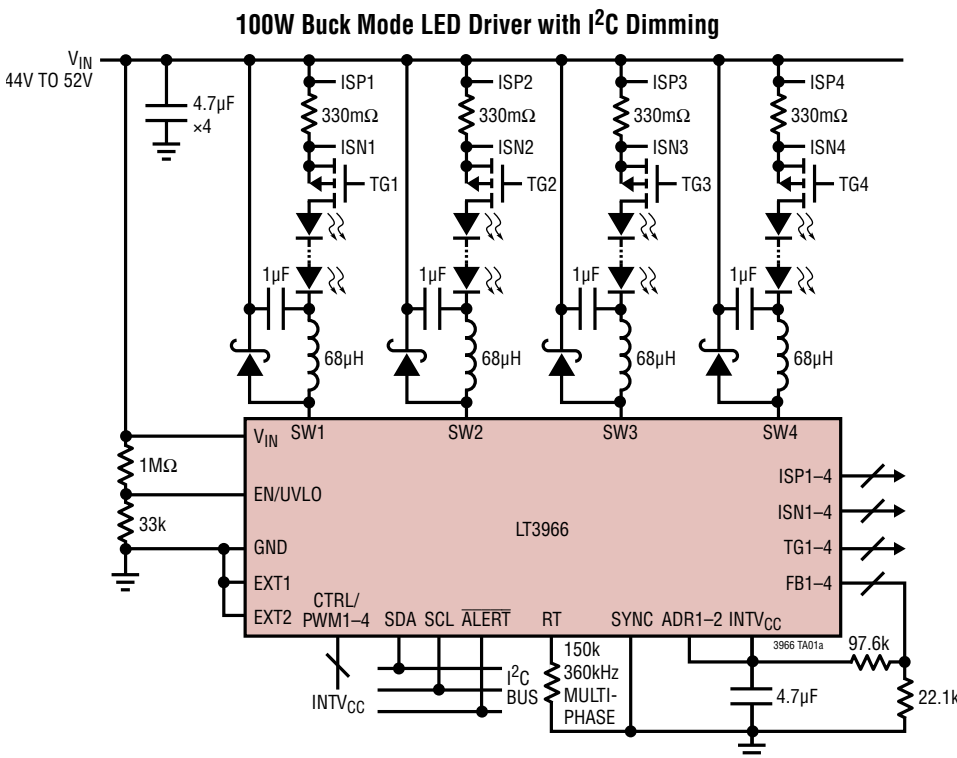 100W Buck Mode LED Driver with I2C Dimming
VIN
44V TO 52V
4.7µF
×4
ISP1
330mΩ
ISN1
TG1
1µF
68µH
ISP2
330mΩ
ISN2
TG2
1µF
68µH
ISP3
330mΩ
ISN3
TG3
1µF
68µH
ISP4
330mΩ
ISN4
TG4
1µF
68µH
1MΩ
33k
VIN
SW1
SW2
SW3
SW4
EN/UVLO
GND
EXT1
EXT2
LT3966
ISP1–4
ISN1–4
TG1–4
FB1–4
CTRL/
PWM1–4
SDA
SCL
ALERT
RT
SYNC
ADR1–2
INTVCC
3966 TA01a
INTVCC
I2C
BUS
150k
360kHz
MULTI-
PHASE
97.6k
4.7µF
22.1k